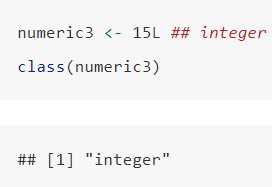 numeric3 <- 15L ## integer
class(numeric3)
## [1] "integer"